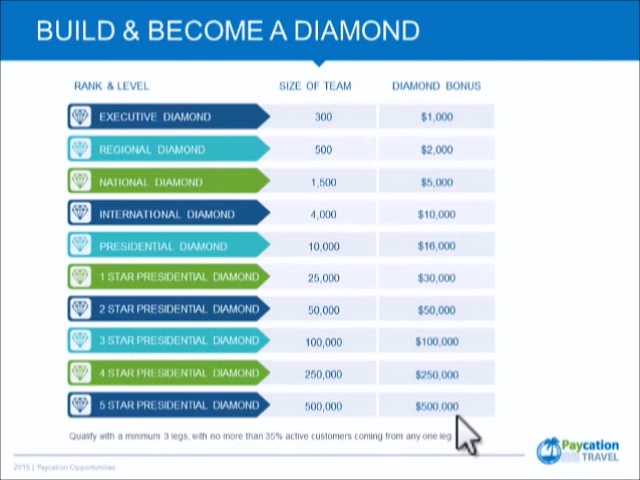 BUILD & BECOME A DIAMOND
RANK & LEVEL SIZE OF TEAM DIAMOND BONUS
EXECUTIVE DIAMOND 300 $1,000
REGIONAL DIAMOND 500 $2,000
NATIONAL DIAMOND 1,500 $5,000
INTERNATIONAL DIAMOND 4,000 $10,000
PRESIDENTIAL DIAMOND 10,000 $16,000
1 STAR PRESIDENTIAL DIAMOND 25,000 $30,000
2 STAR PRESIDENTIAL DIAMOND 50,000 $50,000
3 STAR PRESIDENTIAL DIAMOND 100,000 $100,000
4 STAR PRESIDENTIAL DIAMOND 250,000 $250,000
5 STAR PRESIDENTIAL DIAMOND 500,000 $500,000
Qualify with a minimum 3 legs, with no more than 35% active customers coming from any one leg
Paycation
TRAVEL
2015 | Paycation Opportunities